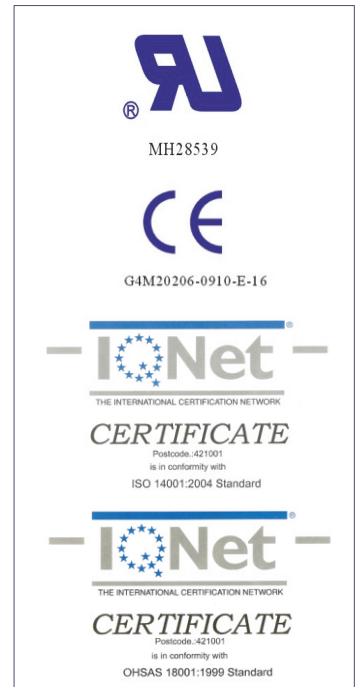 RU
®
MH28539
CE
G4M20206-0910-E-16
®
IQNet
THE INTERNATIONAL CERTIFICATION NETWORK
CERTIFICATE
Postcode.:421001
is in conformity with
ISO 14001:2004 Standard
®
IQNet
THE INTERNATIONAL CERTIFICATION NETWORK
CERTIFICATE
Postcode.:421001
is in conformity with
OHSAS 18001:1999 Standard